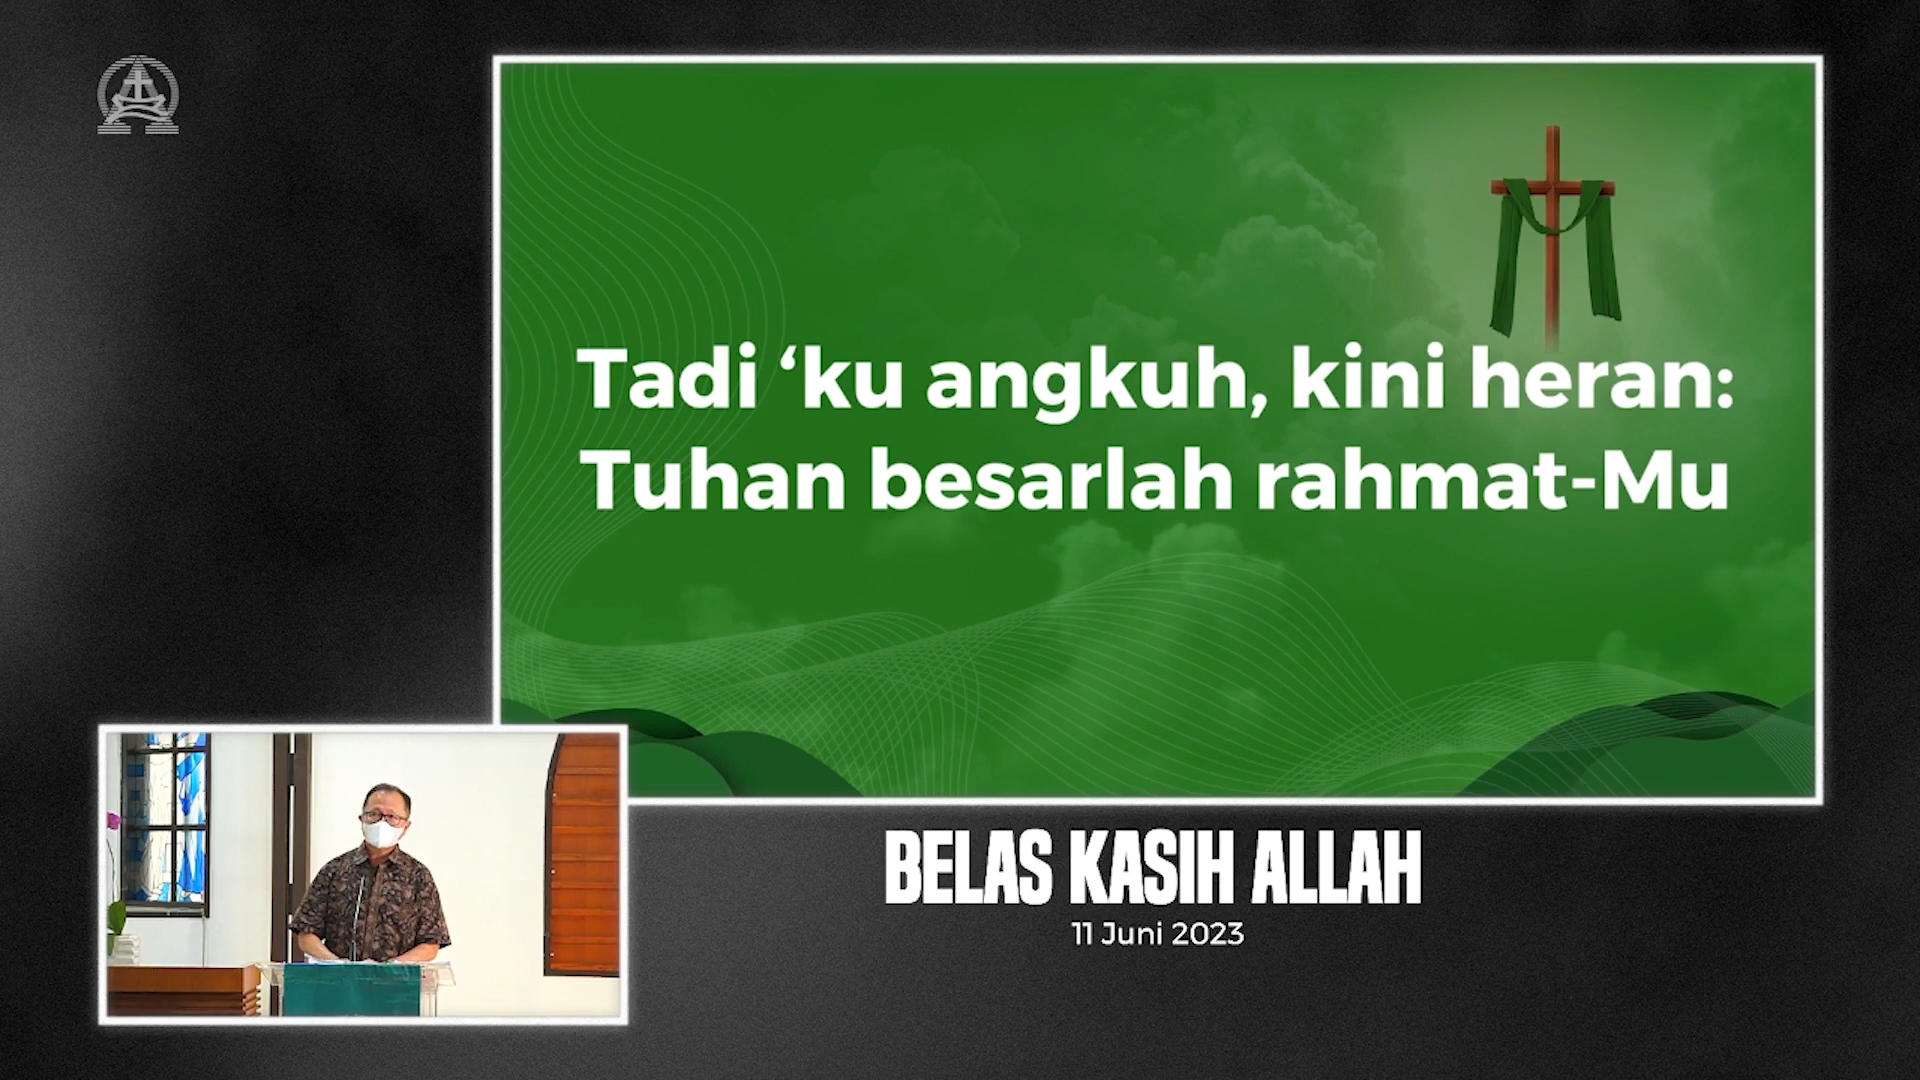 Tadi ‘ku angkuh, kini heran:
Tuhan besarlah rahmat-Mu
BELAS KASIH ALLAH
11 Juni 2023